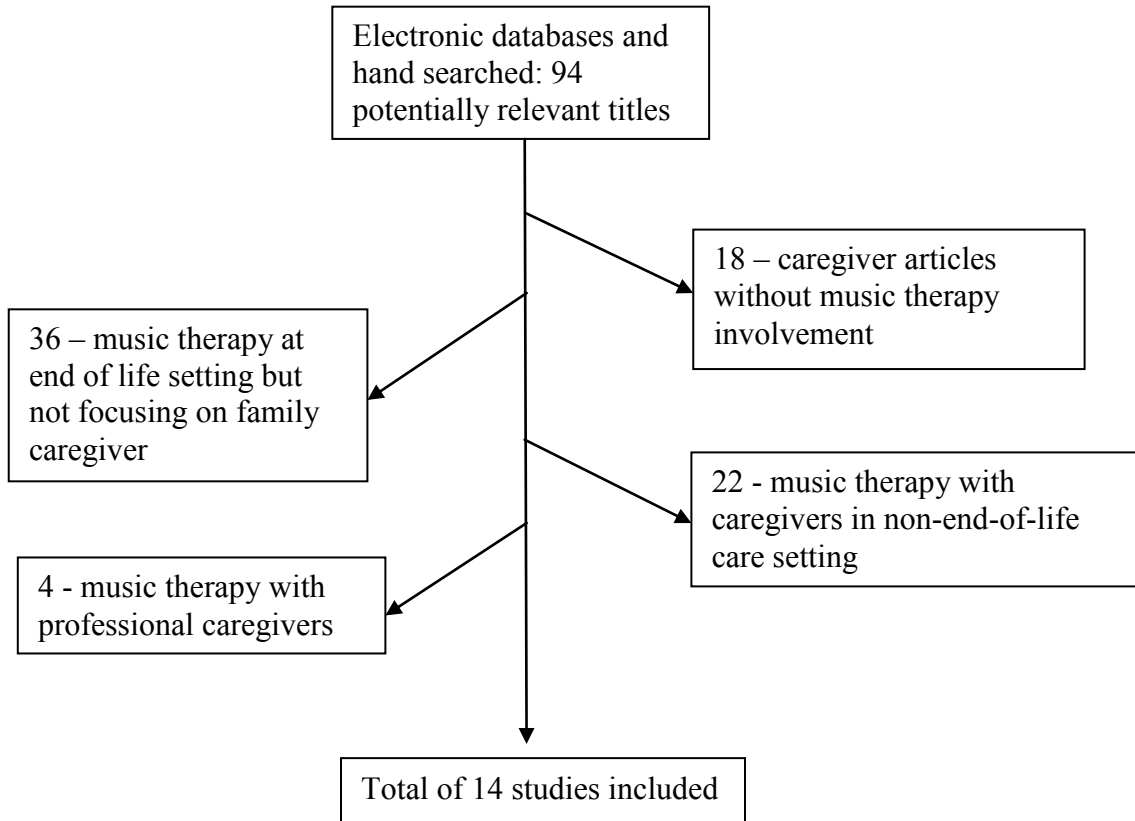 Electronic databases and
hand searched: 94
potentially relevant titles
18 – caregiver articles
without music therapy
involvement
36 – music therapy at
end of life setting but
not focusing on family
caregiver
22 - music therapy with
caregivers in non-end-of-life
care setting
4 - music therapy with
professional caregivers
Total of 14 studies included